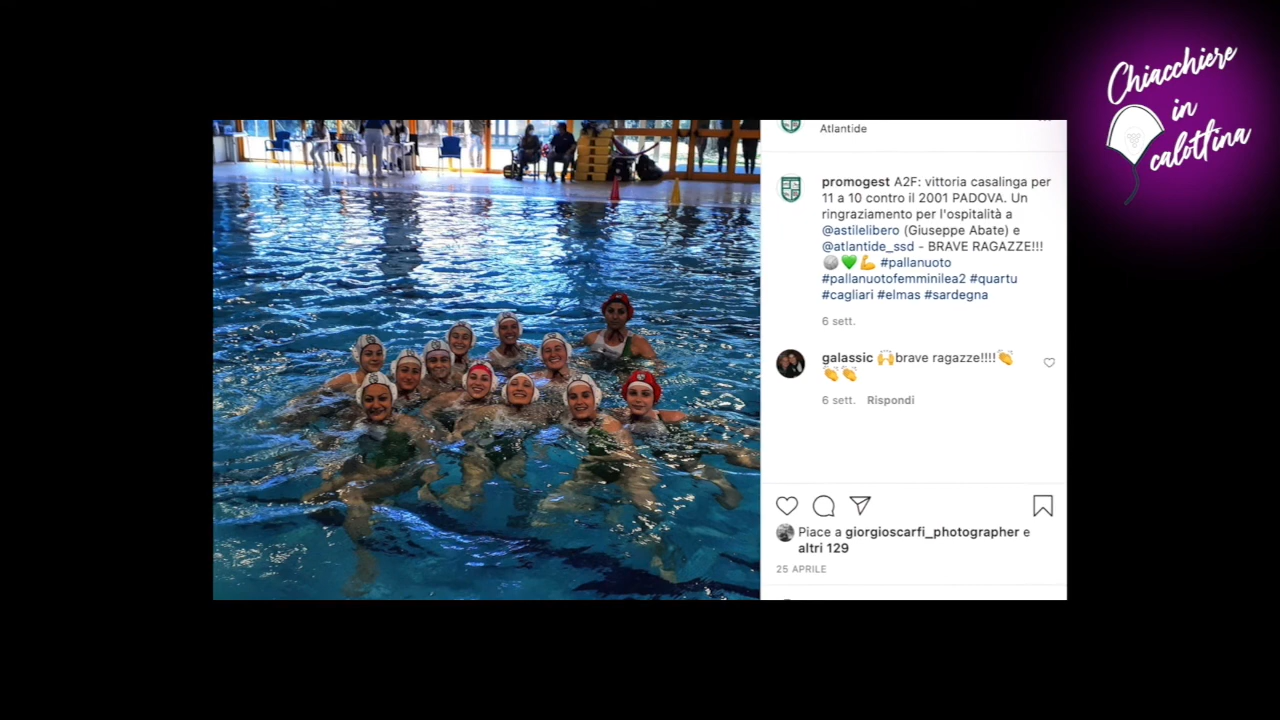 Chiacchiere
in
calottina
Atlantide
promogest A2F: vittoria casalinga per
11 a 10 contro il 2001 PADOVA. Un
ringraziamento per l'ospitalità a
@astilelibero (Giuseppe Abate) e
@atlantide_ssd - BRAVE RAGAZZE!!!
#pallanuoto
#pallanuotofemminilea2 #quartu
#cagliari #elmas #sardegna
6 sett.
galassic 🙌brave ragazze!!!!👏
👏👏
6 sett. Rispondi
Piace a giorgioscarfi_photographer e
altri 129
25 APRILE